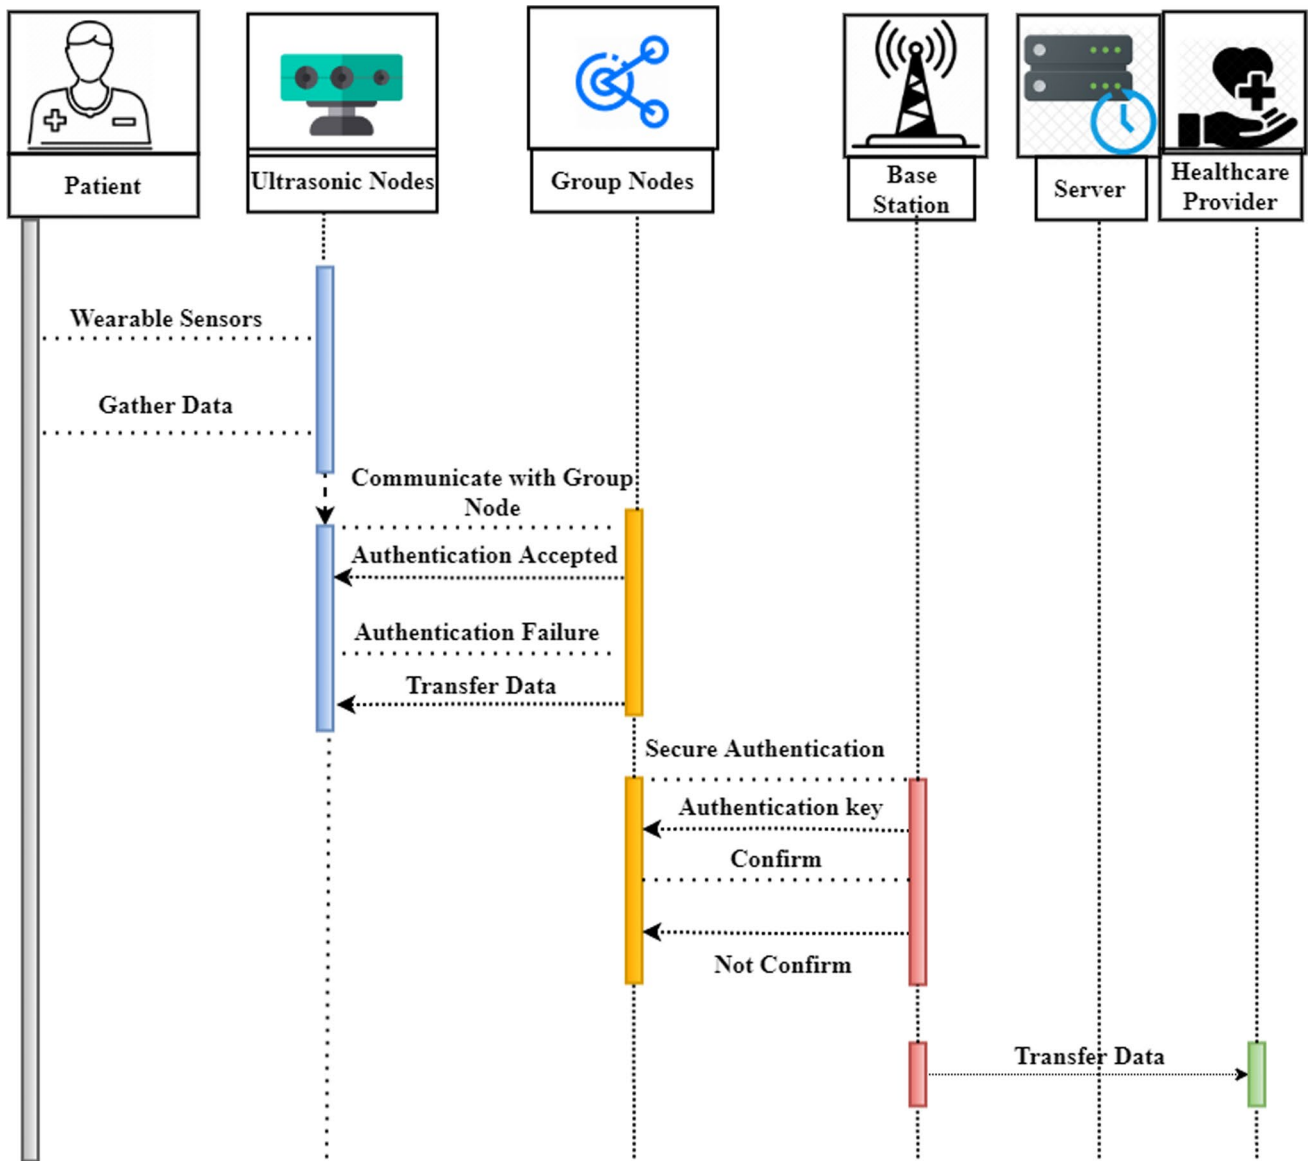 Patient
Ultrasonic Nodes
Group Nodes
Base
Station
Server
Healthcare
Provider
Wearable Sensors
Gather Data
Communicate with Group
Node
Authentication Accepted
Authentication Failure
Transfer Data
Secure Authentication
Authentication key
Confirm
Not Confirm
Transfer Data